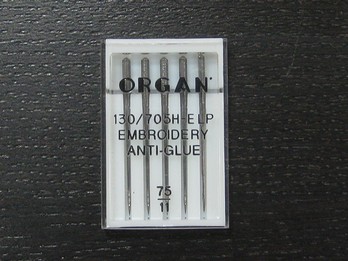 ORGAN
130/705H-ELP
EMBROIDERY
ANTI-GLUE
75
11